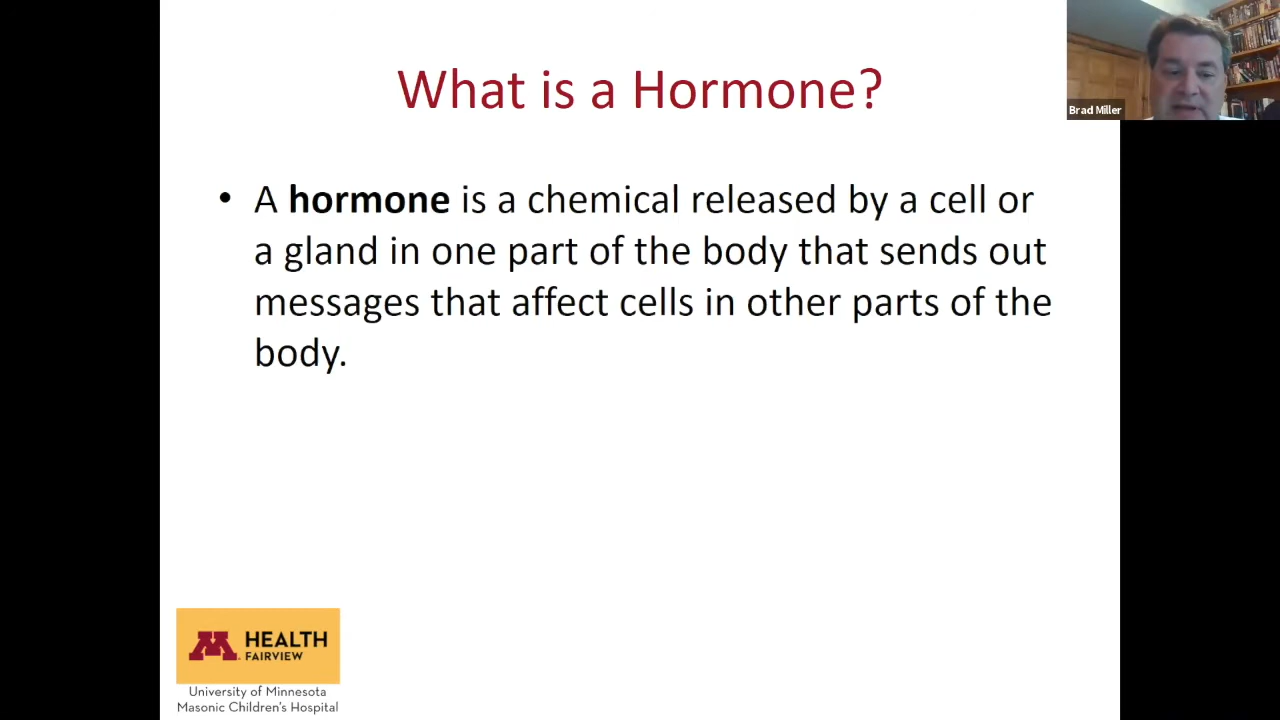 What is a Hormone?
Brad Miller
• A hormone is a chemical released by a cell or
a gland in one part of the body that sends out
messages that affect cells in other parts of the
body.
M HEALTH
FAIRVIEW
University of Minnesota
Masonic Children's Hospital